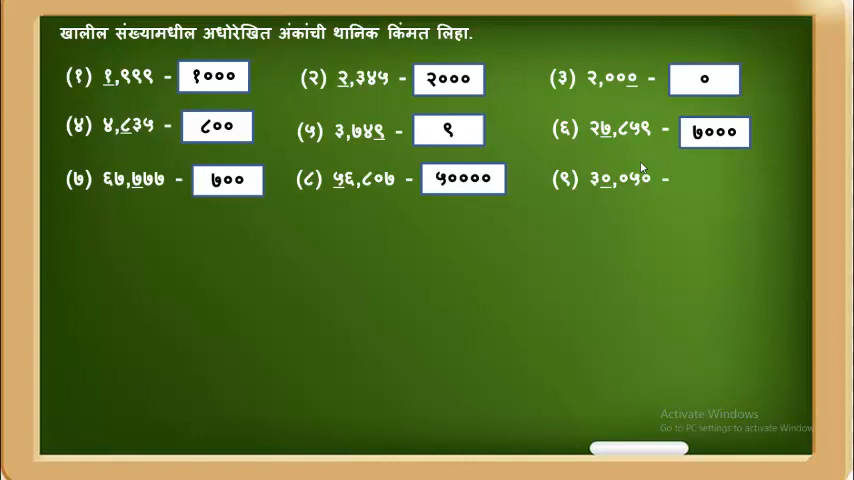 खालील संख्यामधील अधोरेखित अंकांची थानिक किंमत लिहा.
(१) १,९९९ - १०००
(२) २,३४५ - २०००
(३) २,००० - ०
(४) ४,८३५ - ८००
(५) ३,७४९ - ९
(६) २७,८५९ - ७०००
(७) ६७,७७७ - ७००
(८) ५६,८०७ - ५००००
(९) ३०,०५० -
Activate Windows
Go to PC settings to activate Window